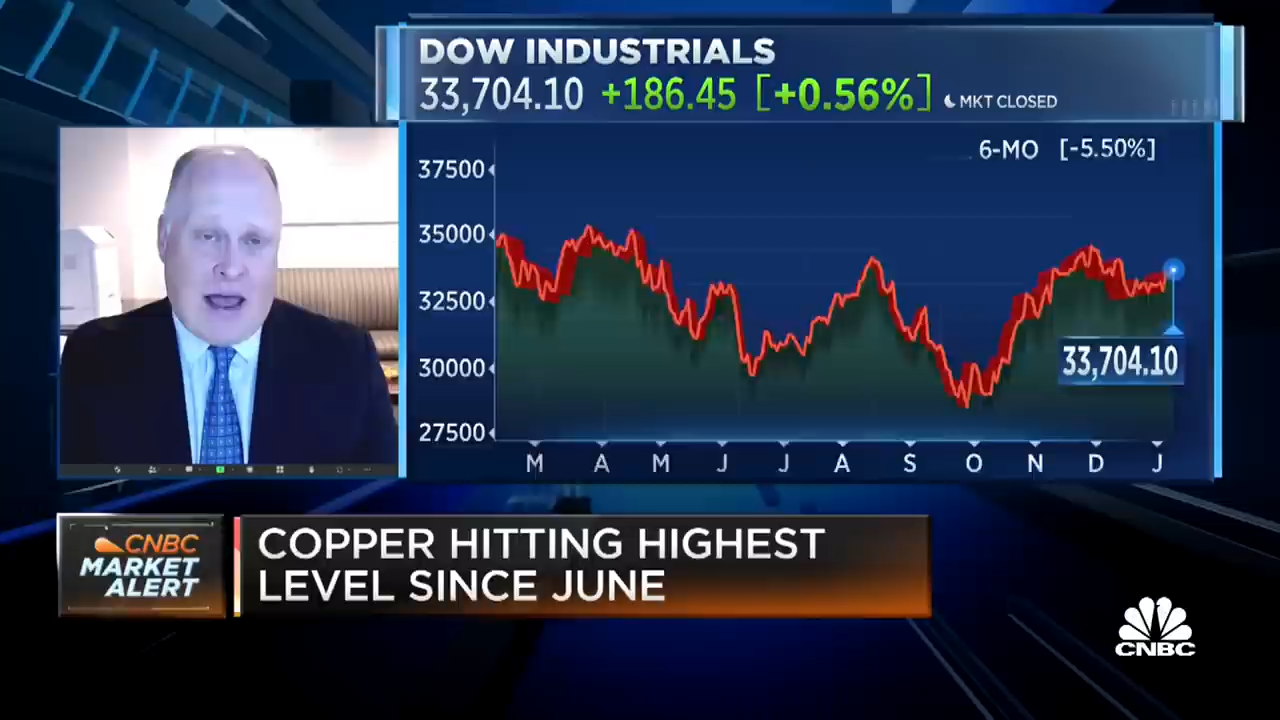 DOW INDUSTRIALS
33,704.10 +186.45 [+0.56%] MKT CLOSED
6-MO [-5.50%]
37500
35000
32500
30000
27500
33,704.10
M A M J J A S O N D J
CNBC
MARKET
ALERT
COPPER HITTING HIGHEST
LEVEL SINCE JUNE
CNBC